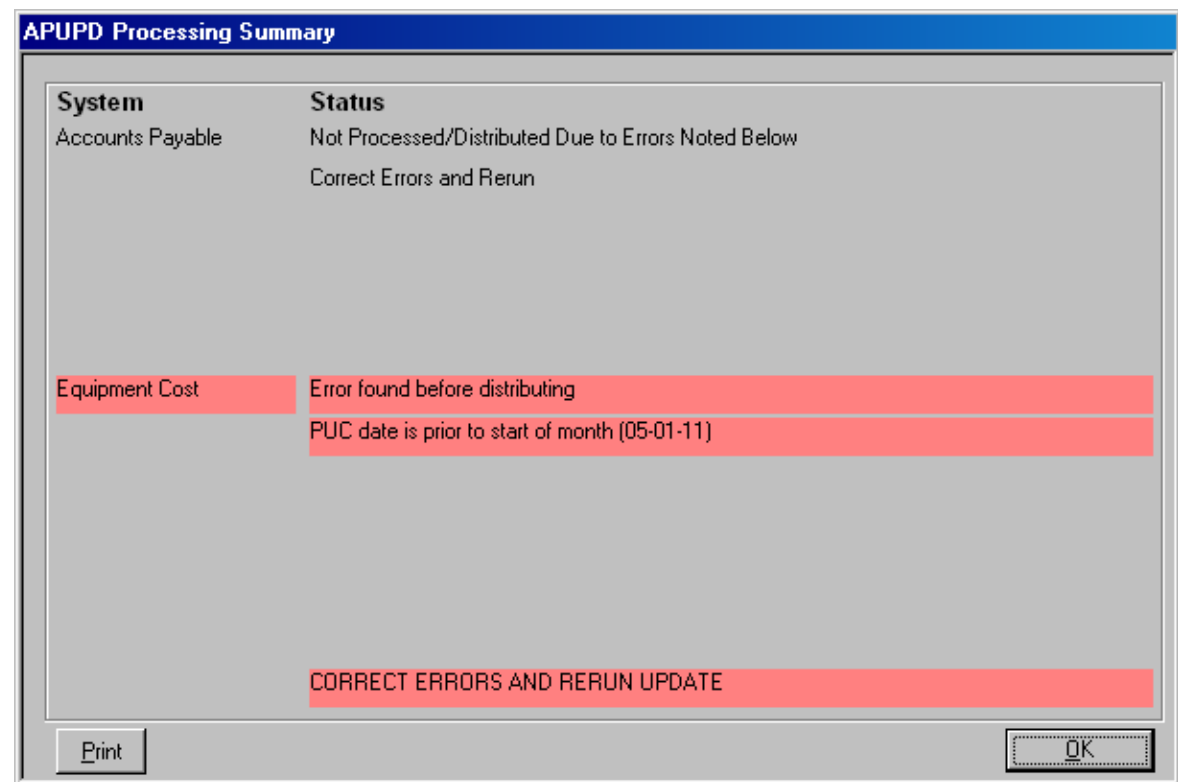 APUPD Processing Summary
System Status
Accounts Payable Not Processed/Distributed Due to Errors Noted Below
Correct Errors and Rerun
Equipment Cost Error found before distributing
PUC date is prior to start of month (05-01-11)
CORRECT ERRORS AND RERUN UPDATE
Print OK